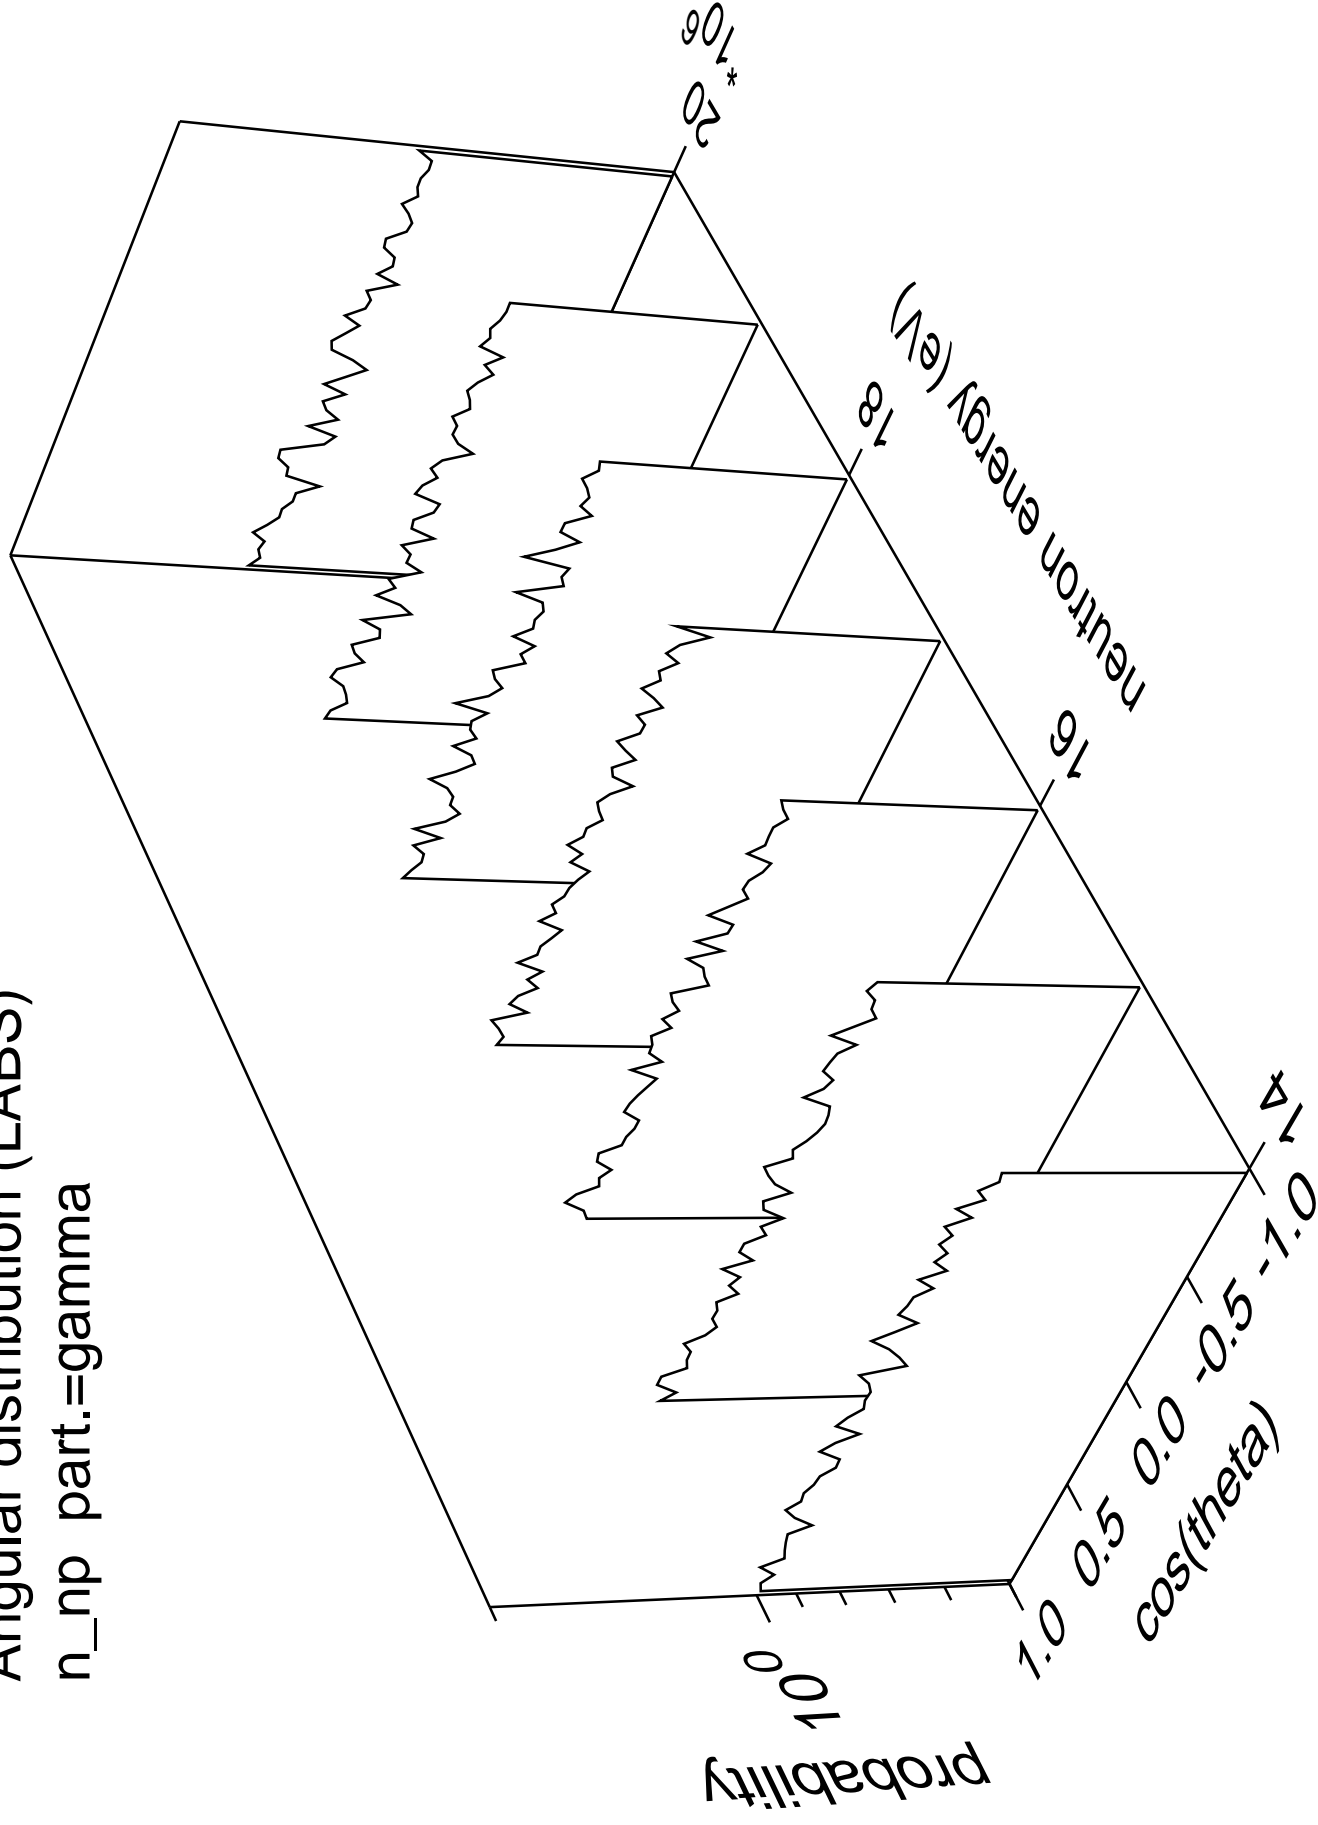 Angular distribution (LABS)
n_np part.=gamma
probability
10 0
1.0 0.5 0.0 -0.5 -1.0
cos(theta)
14 16 18 20 * 10 6
neutron energy (eV)